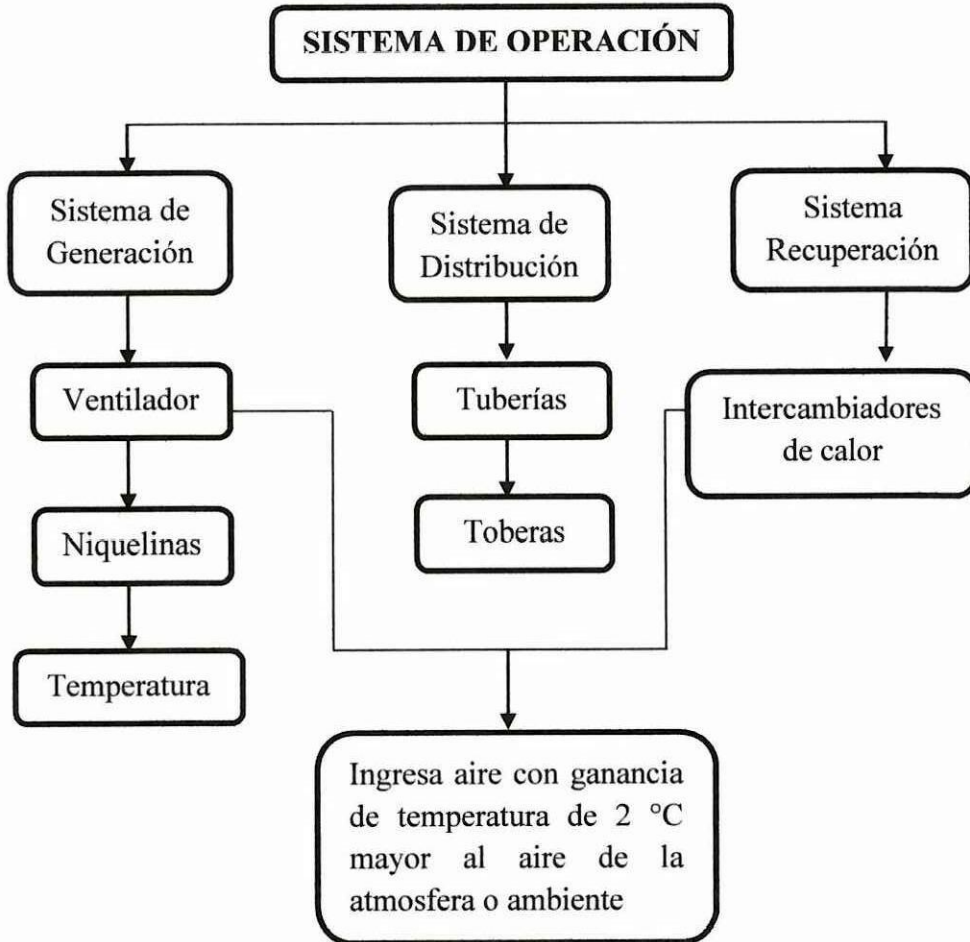 SISTEMA DE OPERACIÓN
Sistema de
Generación
Sistema de
Distribución
Sistema
Recuperación
Ventilador
Tuberías
Intercambiadores
de calor
Niquelinas
Toberas
Temperatura
Ingresa aire con ganancia
de temperatura de 2 °C
mayor al aire de la
atmosfera o ambiente